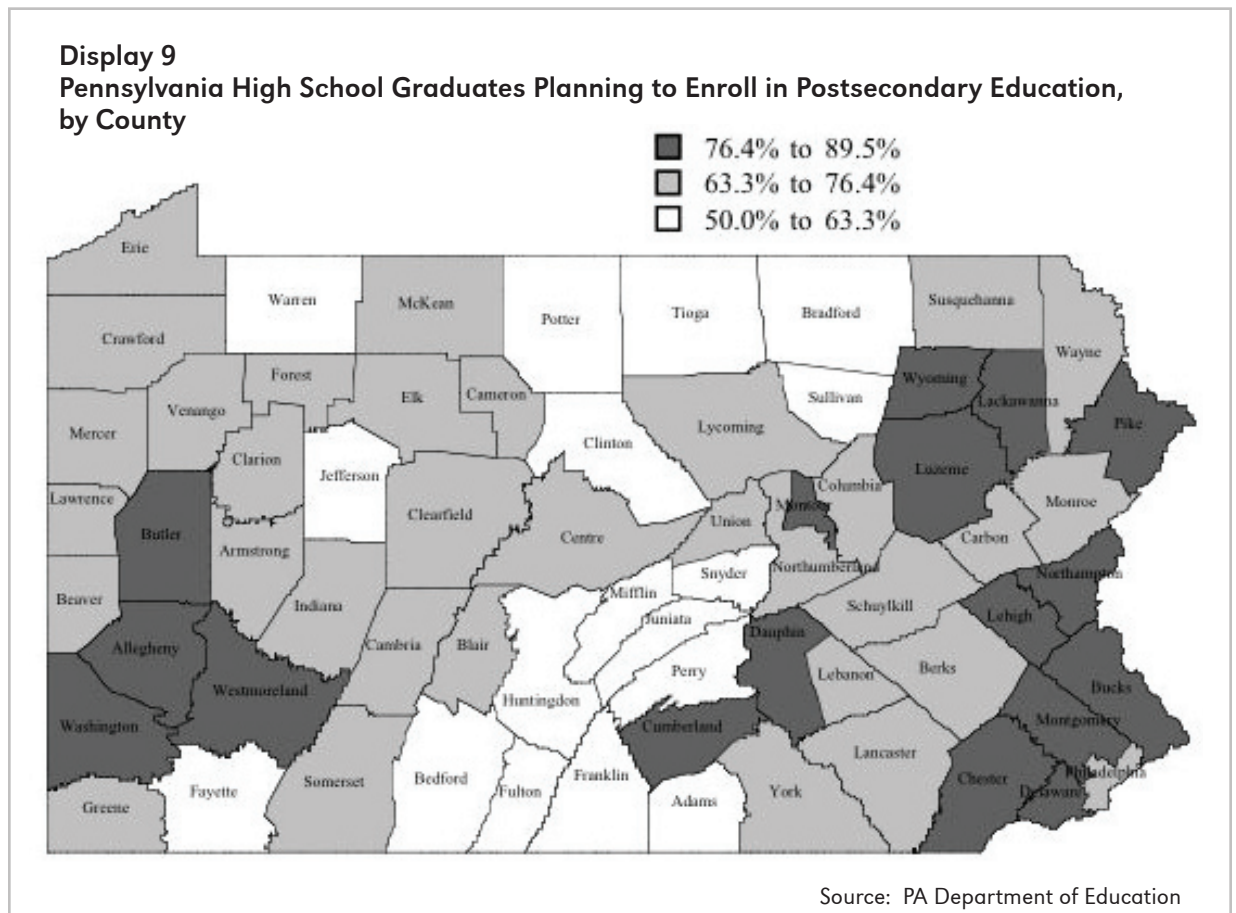 Display 9
Pennsylvania High School Graduates Planning to Enroll in Postsecondary Education,
by County
76.4% to 89.5%
63.3% to 76.4%
50.0% to 63.3%
Erie
Warren
McKean
Potter
Tioga
Bradford
Susquehanna
Wayne
Crawford
Forest
Venango
Elk
Cameron
Sullivan
Wyoming
Lackawanna
Pike
Mercer
Clarion
Jefferson
Clinton
Lycoming
Columbia
Luzerne
Monroe
Lawrence
Butler
Armstrong
Clearfield
Centre
Union
Montour
Carbon
Beaver
Indiana
Mifflin
Snyder
Northumberland
Schuylkill
Northampton
Lehigh
Allegheny
Cambria
Blair
Juniata
Dauphin
Westmoreland
Huntingdon
Perry
Lebanon
Berks
Bucks
Washington
Cumberland
Montgomery
Greene
Fayette
Somerset
Bedford
Fulton
Franklin
Adams
York
Lancaster
Chester
Delaware
Philadelphia
Source: PA Department of Education